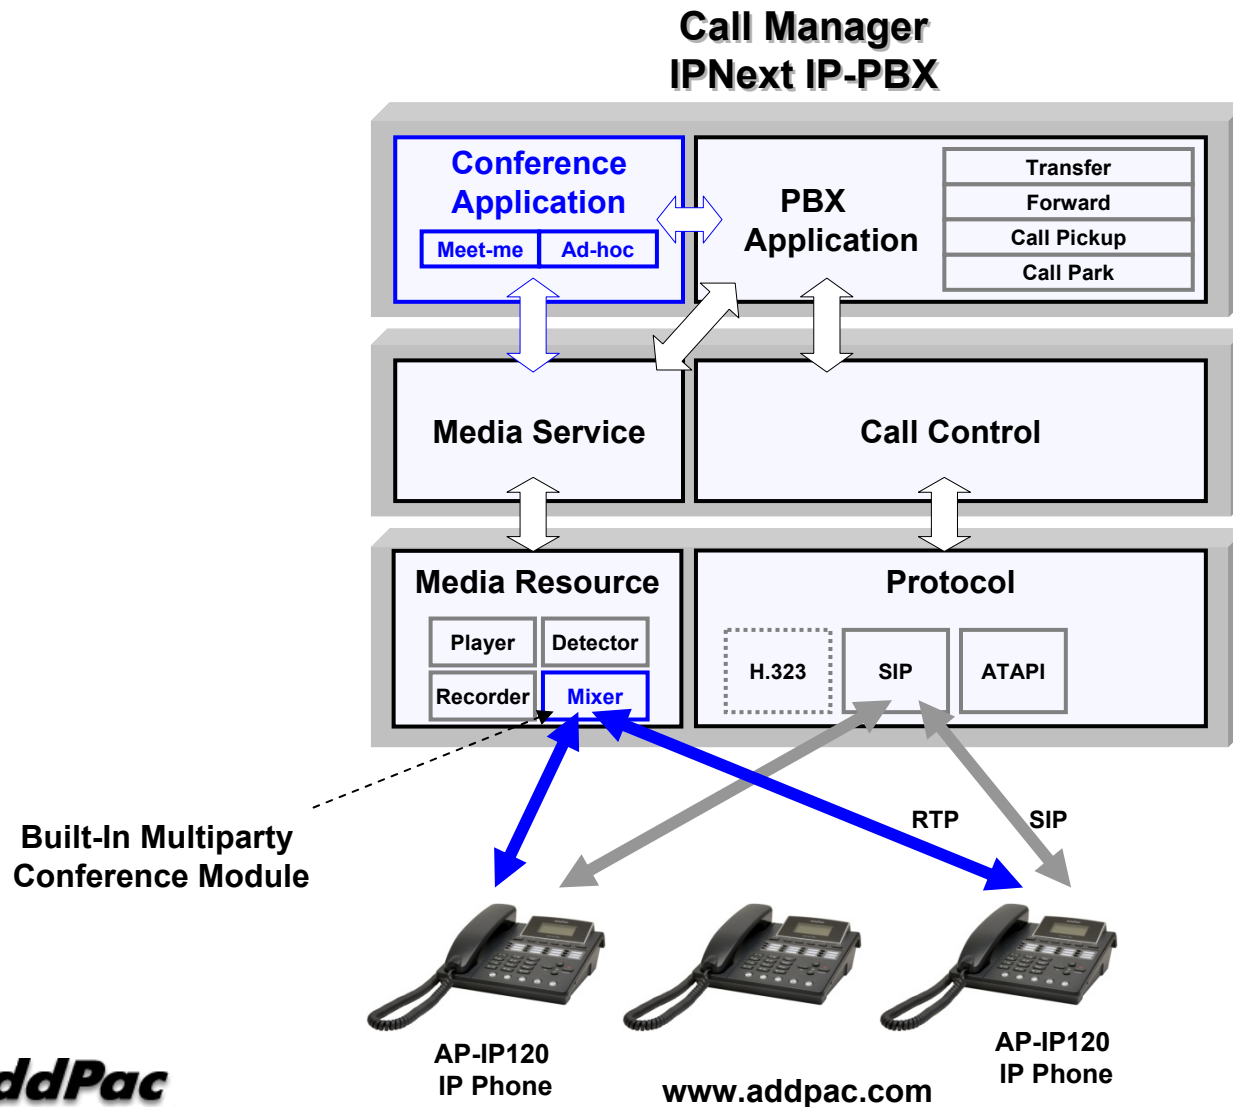 Call Manager
IPNext IP-PBX
Conference
Application
Meet-me Ad-hoc
PBX
Application
Transfer
Forward
Call Pickup
Call Park
Media Service
Call Control
Media Resource
Player Detector
Recorder Mixer
Protocol
H.323 SIP ATAPI
RTP SIP
Built-In Multiparty
Conference Module
AP-IP120
IP Phone
AP-IP120
IP Phone
ddPac
www.addpac.com